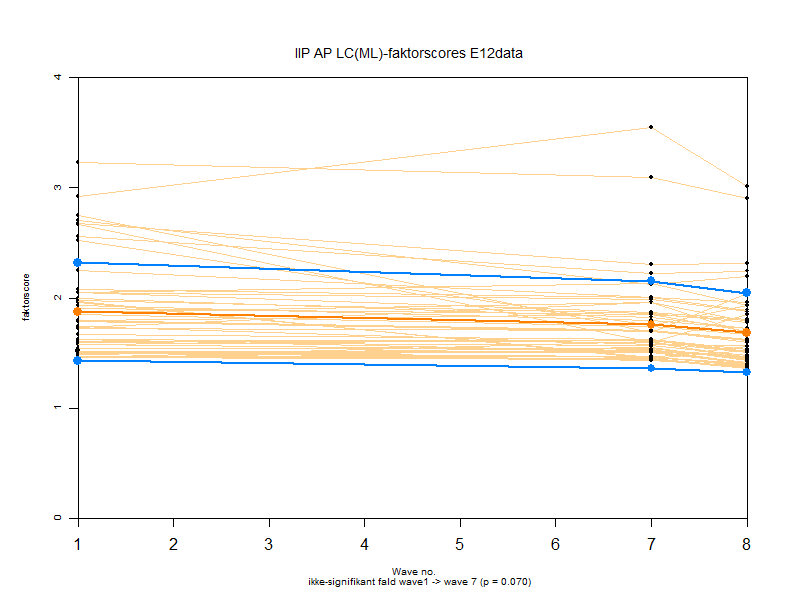 IIP AP LC(ML)-faktorscores E12data
4
3
2
1
0
faktorscore
1 2 3 4 5 6 7 8
Wave no.
ikke-signifikant fald wave1 -> wave 7 (p = 0.070)